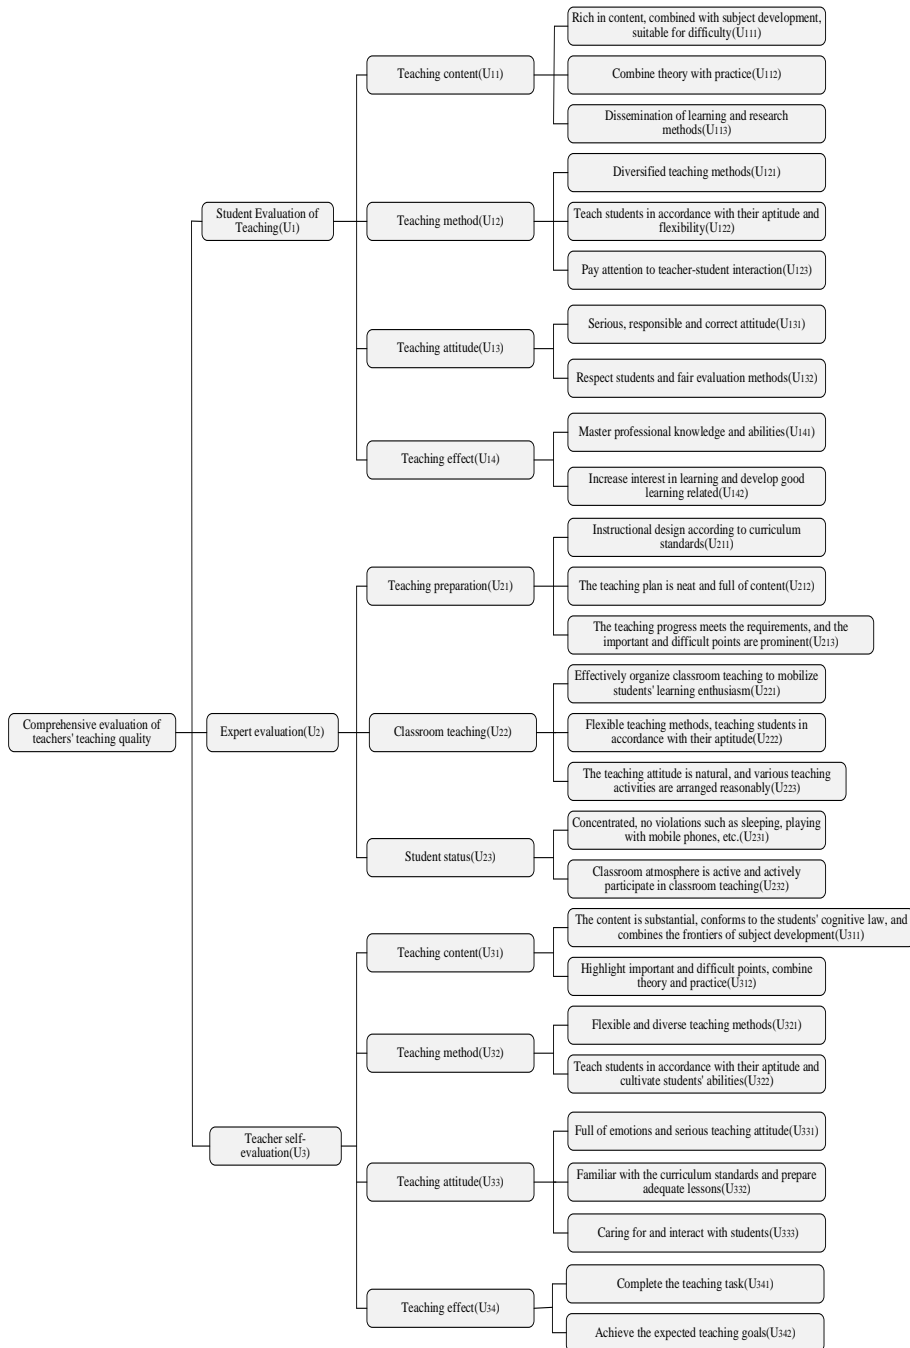 Rich in content, combined with subject development,
suitable for difficulty(U111)
Teaching content(U11)
Combine theory with practice(U112)
Dissemination of learning and research
methods(U113)
Diversified teaching methods(U121)
Student Evaluation of
Teaching(U1)
Teaching method(U12)
Teach students in accordance with their aptitude and
flexibility(U122)
Pay attention to teacher-student interaction(U123)
Serious, responsible and correct attitude(U131)
Teaching attitude(U13)
Respect students and fair evaluation methods(U132)
Master professional knowledge and abilities(U141)
Teaching effect(U14)
Increase interest in learning and develop good
learning related(U142)
Instructional design according to curriculum
standards(U211)
Teaching preparation(U21)
The teaching plan is neat and full of content(U212)
The teaching progress meets the requirements, and the
important and difficult points are prominent(U213)
Effectively organize classroom teaching to mobilize
students' learning enthusiasm(U221)
Comprehensive evaluation of
teachers' teaching quality
Expert evaluation(U2)
Classroom teaching(U22)
Flexible teaching methods, teaching students in
accordance with their aptitude(U222)
The teaching attitude is natural, and various teaching
activities are arranged reasonably(U223)
Concentrated, no violations such as sleeping, playing
with mobile phones, etc.(U231)
Student status(U23)
Classroom atmosphere is active and actively
participate in classroom teaching(U232)
The content is substantial, conforms to the students' cognitive law, and
combines the frontiers of subject development(U311)
Teaching content(U31)
Highlight important and difficult points, combine
theory and practice(U312)
Flexible and diverse teaching methods(U321)
Teaching method(U32)
Teach students in accordance with their aptitude and
cultivate students' abilities(U322)
Teacher self-
evaluation(U3)
Full of emotions and serious teaching attitude(U331)
Teaching attitude(U33)
Familiar with the curriculum standards and prepare
adequate lessons(U332)
Caring for and interact with students(U333)
Complete the teaching task(U341)
Teaching effect(U34)
Achieve the expected teaching goals(U342)